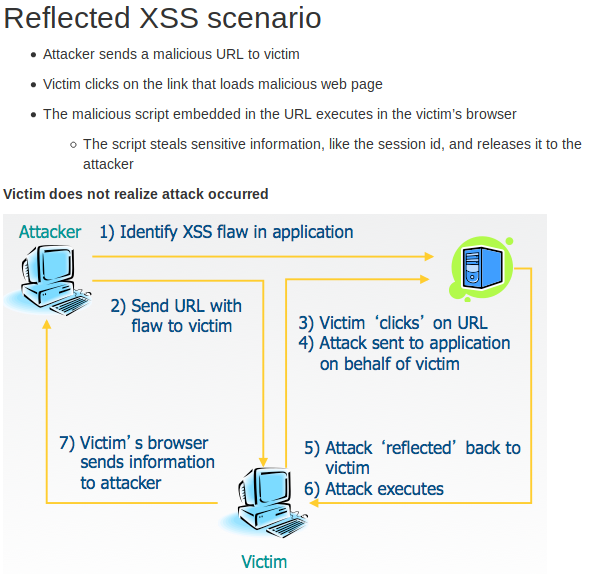 Reflected XSS scenario
Attacker sends a malicious URL to victim
Victim clicks on the link that loads malicious web page
The malicious script embedded in the URL executes in the victim's browser
The script steals sensitive information, like the session id, and releases it to the
attacker
Victim does not realize attack occurred
Attacker
1) Identify XSS flaw in application
2) Send URL with
flaw to victim
3) Victim ‘clicks’ on URL
4) Attack sent to application
on behalf of victim
7) Victim’s browser
sends information
to attacker
5) Attack ‘reflected’ back to
victim
6) Attack executes
Victim